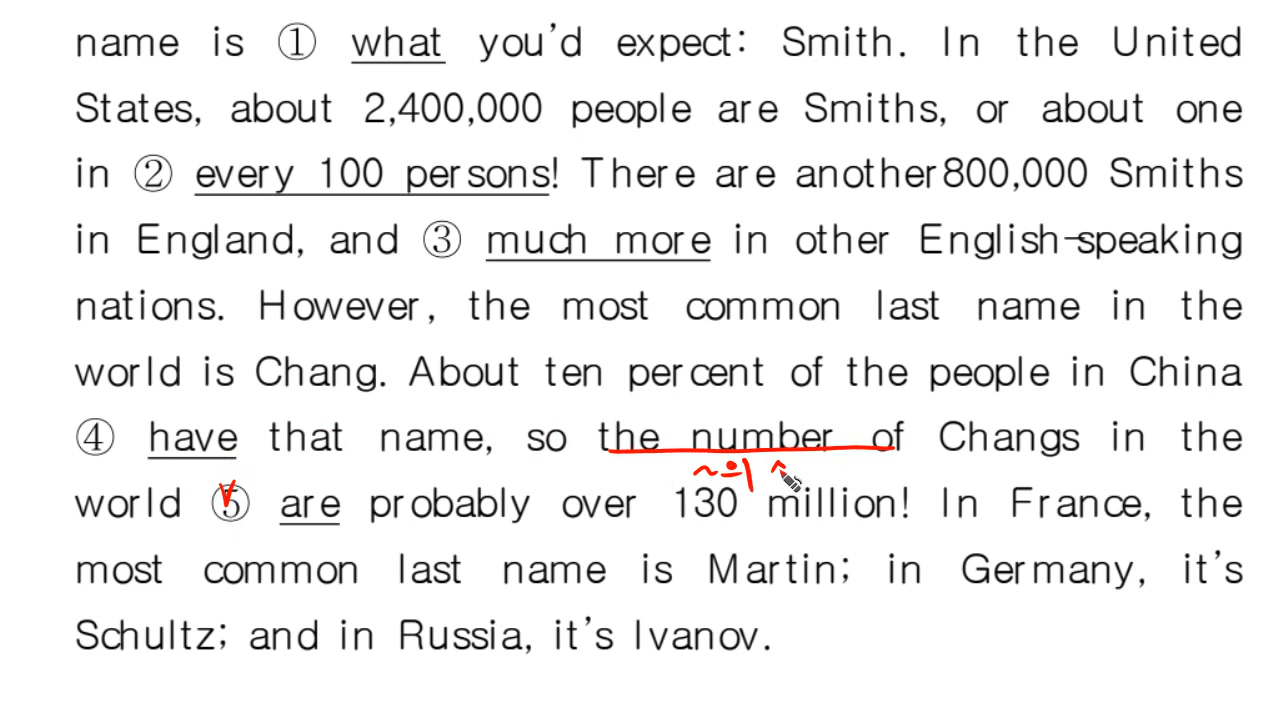 name is ① what you'd expect: Smith. In the United
States, about 2,400,000 people are Smiths, or about one
in ② every 100 persons! There are another800,000 Smiths
in England, and ③ much more in other English-speaking
nations. However, the most common last name in the
world is Chang. About ten percent of the people in China
④ have that name, so the number of Changs in the
~의
world ⑤ are probably over 130 million! In France, the
most common last name is Martin; in Germany, it's
Schultz; and in Russia, it's Ivanov.